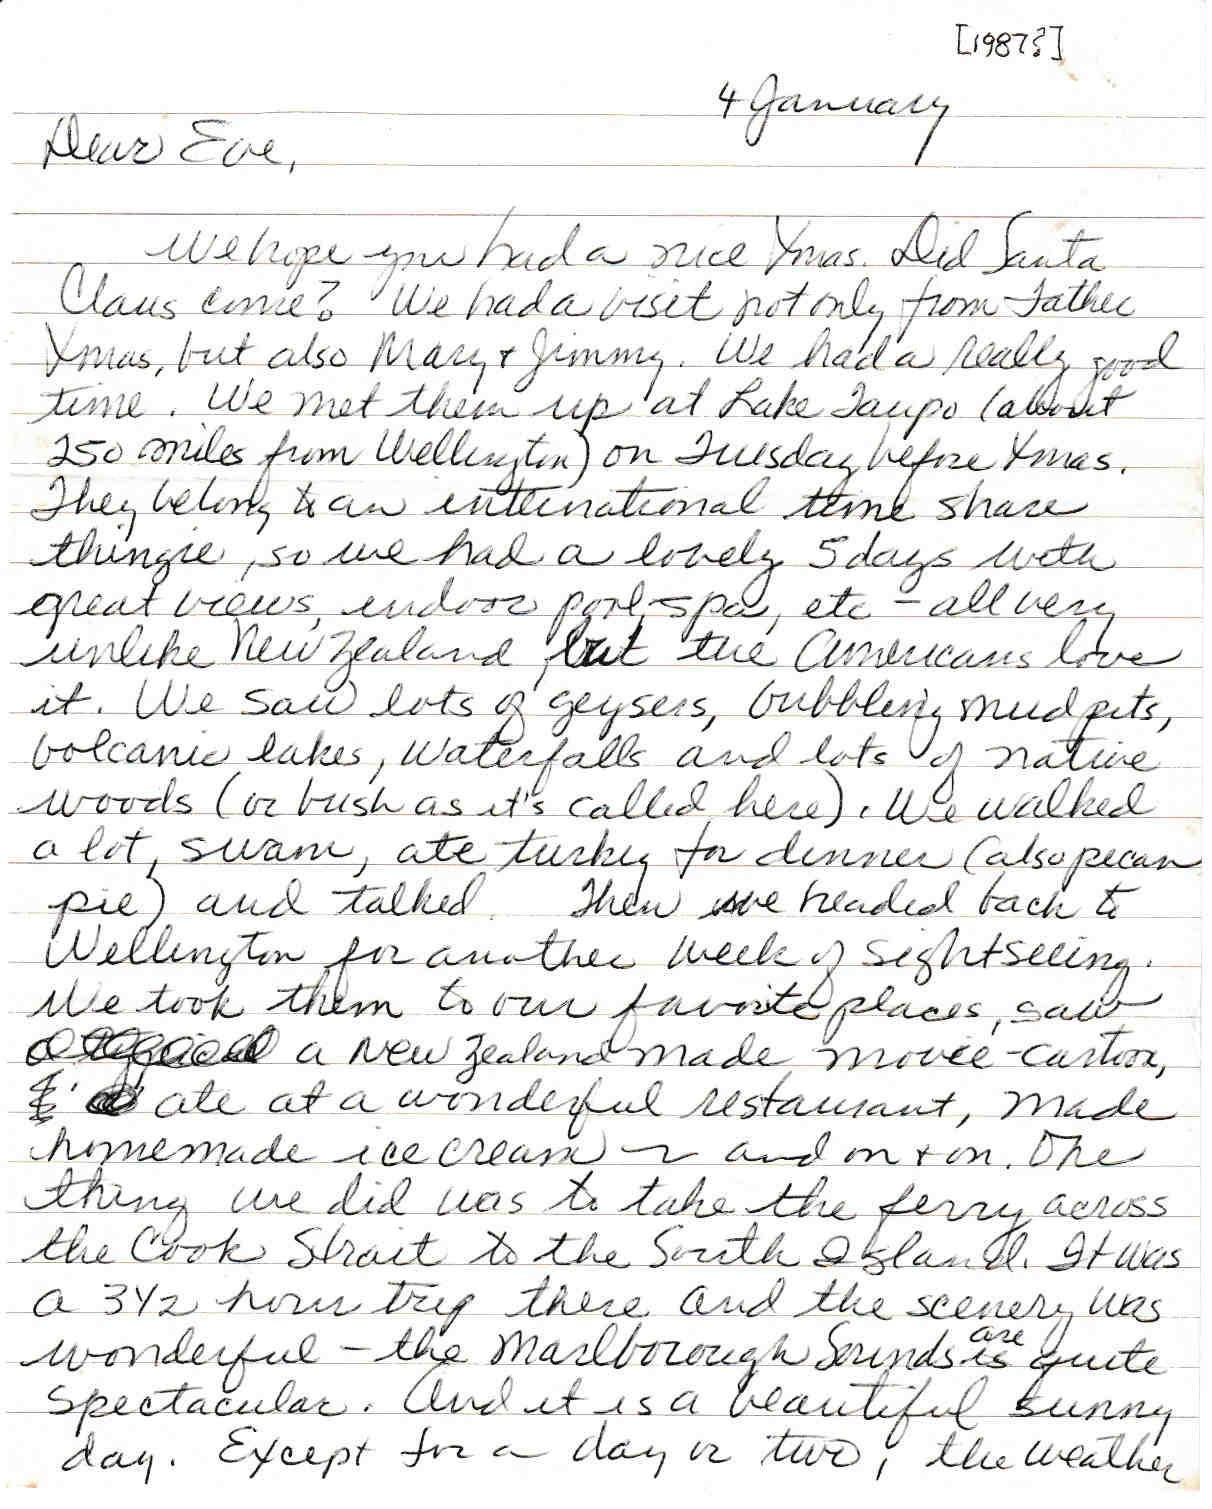 [1987?]
4 January
Dear Eve,
We hope you had a nice Xmas. Did Santa
Claus come? We had a visit not only from Father
Xmas, but also Mary + Jimmy. We had a really good
time. We met them up at Lake Taupo (about
250 miles from Wellington) on Tuesday before Xmas.
They belong to an international time share
thingie, so we had a lovely 5 days with
great views, indoor pool, spa, etc - all very
unlike New Zealand, but the Americans love
it. We saw lots of geysers, bubbling mud pits,
volcanic lakes, waterfalls and lots of native
woods (or bush as it's called here). We walked
a lot, swam, ate turkey for dinner (also pecan
pie) and talked. Then we headed back to
Wellington for another week of sightseeing.
We took them to our favorite places, saw
a New Zealand made movie-cartoon,
ate at a wonderful restaurant, made
homemade ice cream ~ and on + on. One
thing we did was to take the ferry across
the Cook Strait to the South Island. It was
a 3 1/2 hour trip there and the scenery was
wonderful - the Marlborough Sounds is are quite
spectacular. And it is a beautiful sunny
day. Except for a day or two, the weather